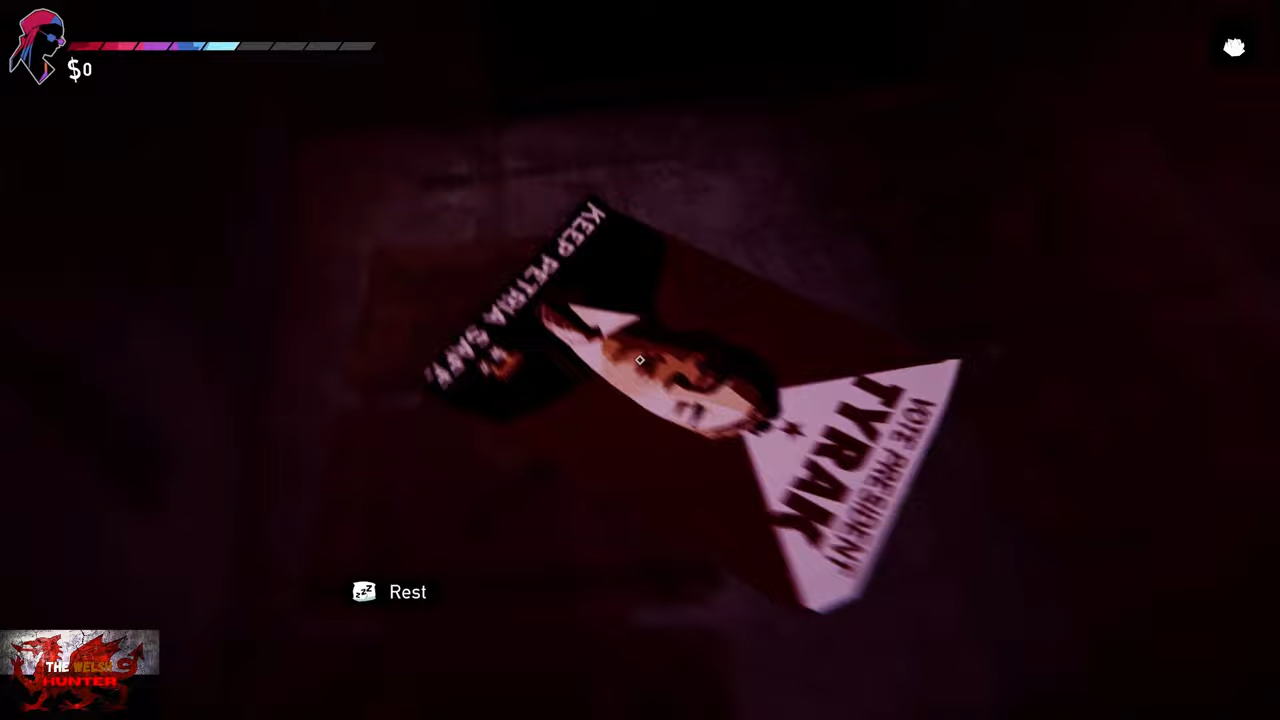 $0
KEEP PETRIA SAFE
VOTE PRESIDENT
TYRAK
Rest
THE WELSH
HUNTER